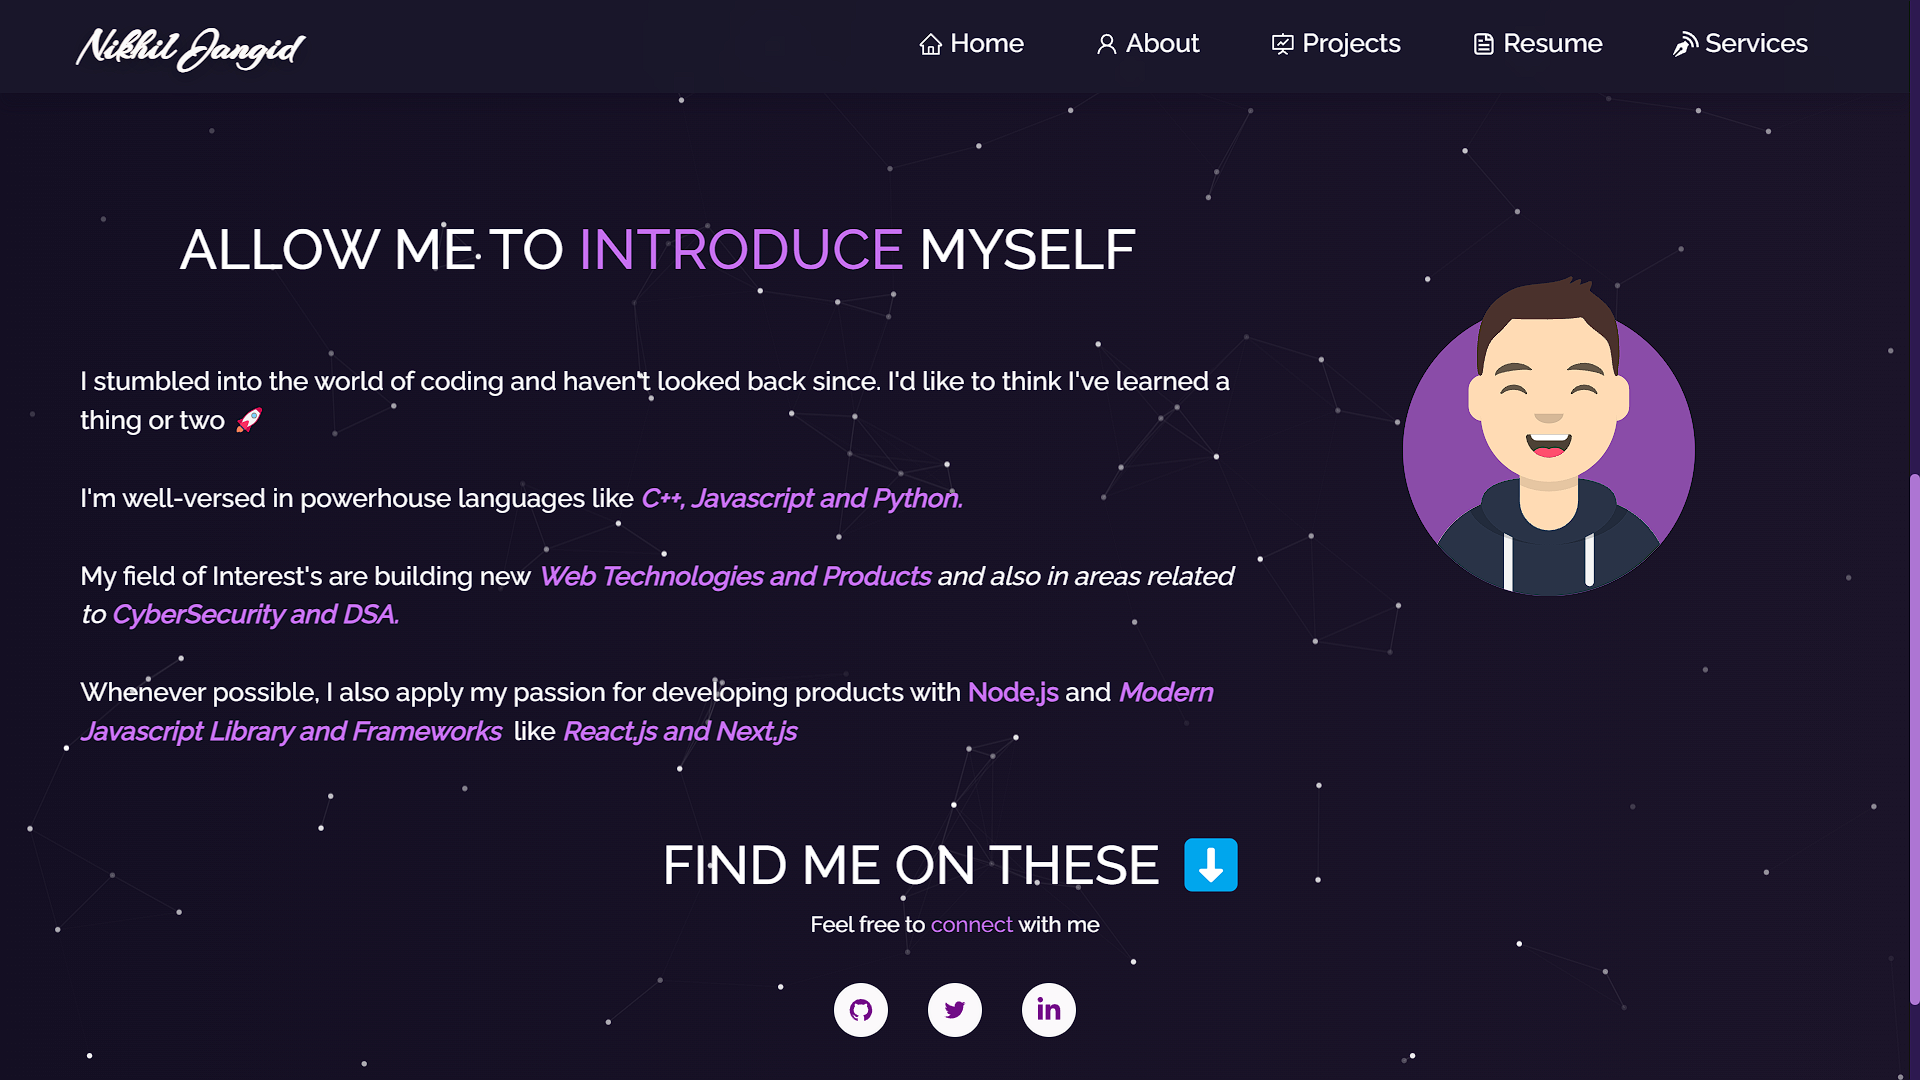 Nikhil Jangid
Home
About
Projects
Resume
Services
ALLOW ME TO INTRODUCE MYSELF
I stumbled into the world of coding and haven't looked back since. I'd like to think I've learned a
thing or two 🚀
I'm well-versed in powerhouse languages like C++, Javascript and Python.
My field of Interest's are building new Web Technologies and Products and also in areas related
to CyberSecurity and DSA.
Whenever possible, I also apply my passion for developing products with Node.js and Modern
Javascript Library and Frameworks like React.js and Next.js
FIND ME ON THESE ⬇️
Feel free to connect with me
in